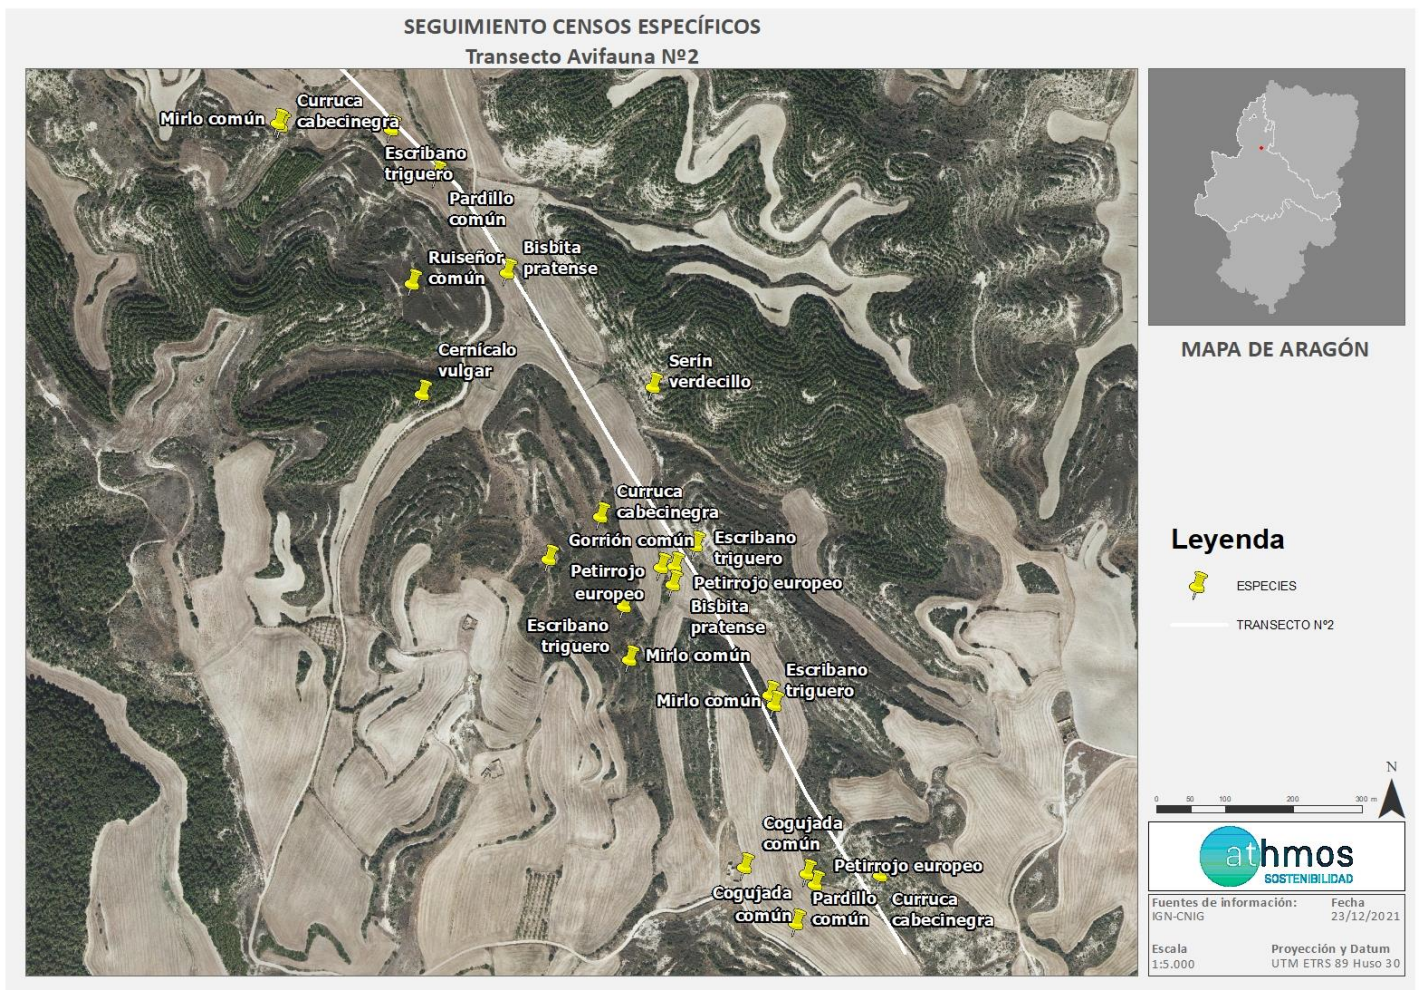 SEGUIMIENTO CENSOS ESPECÍFICOS
Transecto Avifauna Nº2
Mirlo común
Curruca
cabecinegra
Escribano
triguero
Pardillo
común
Ruiseñor
común
Bisbita
pratense
Cernícalo
vulgar
Serín
verdecillo
Curruca
cabecinegra
Gorrión común
Escribano
triguero
Petirrojo
europeo
Petirrojo europeo
Bisbita
pratense
Escribano
triguero
Mirlo común
Escribano
triguero
Mirlo común
Cogujada
común
Petirrojo europeo
Cogujada
común
Pardillo
común
Curruca
cabecinegra
MAPA DE ARAGÓN
Leyenda
ESPECIES
TRANSECTO Nº2
N
0 50 100 200 300 m
athmos
SOSTENIBILIDAD
Fuentes de información:
IGN-CNIG
Fecha
23/12/2021
Escala
1:5.000
Proyección y Datum
UTM ETRS 89 Huso 30